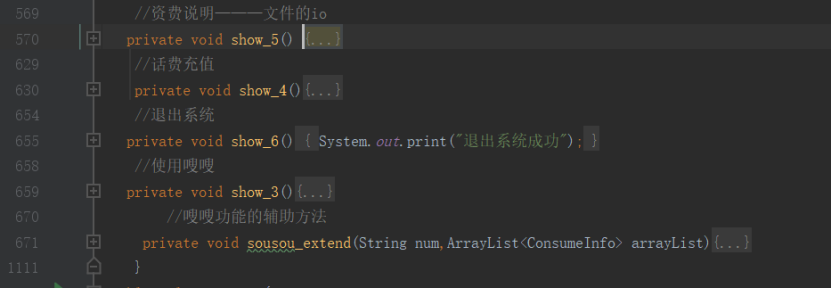 569 //资费说明———文件的io
570 private void show_5() {...}
629 //话费充值
630 private void show_4(){...}
654 //退出系统
655 private void show_6() { System.out.print("退出系统成功"); }
658 //使用嗖嗖
659 private void show_3(){...}
670 //嗖嗖功能的辅助方法
671 private void sousou_extend(String num,ArrayList<ConsumeInfo> arrayList){...}
1111 }